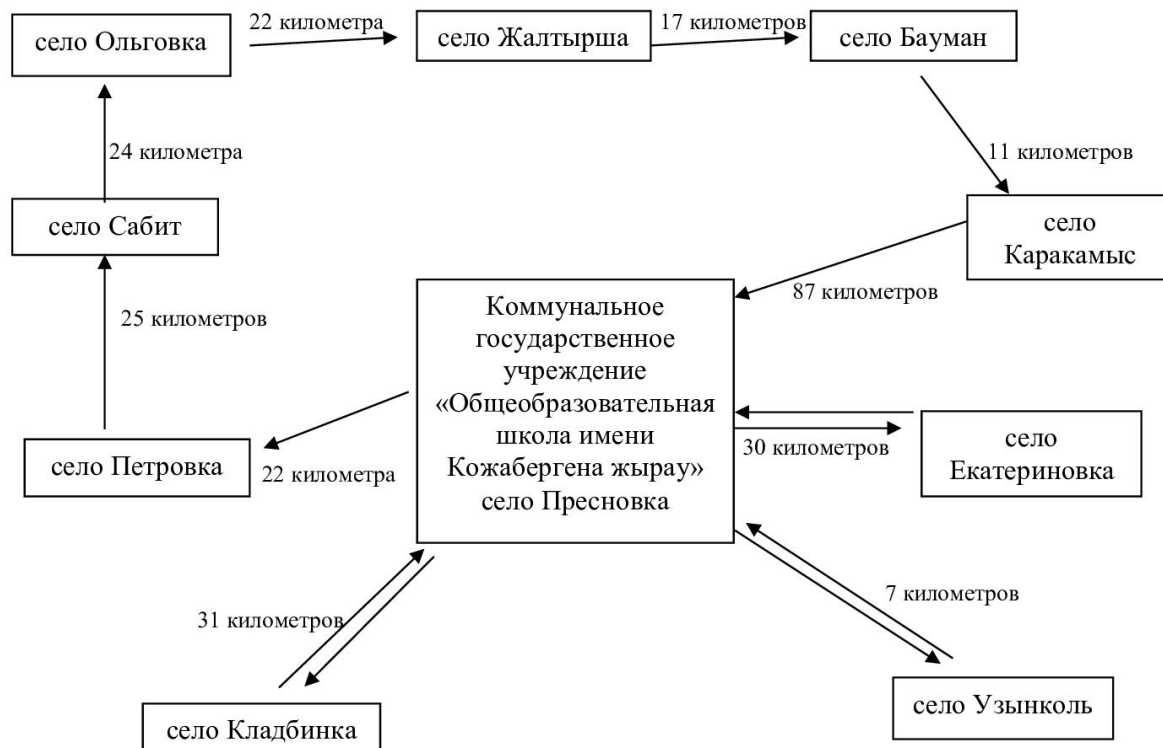 22 километра
17 километров
село Ольговка
село Жалтырша
село Бауман
24 километра
11 километров
село Сабит
село
Каракамыс
87 километров
25 километров
Коммунальное
государственное
учреждение
«Общеобразовательная
школа имени
Кожабергена жырау»
село Пресновка
село Петровка
22 километра
30 километров
село
Екатериновка
31 километров
7 километров
село Кладбинка
село Узынколь